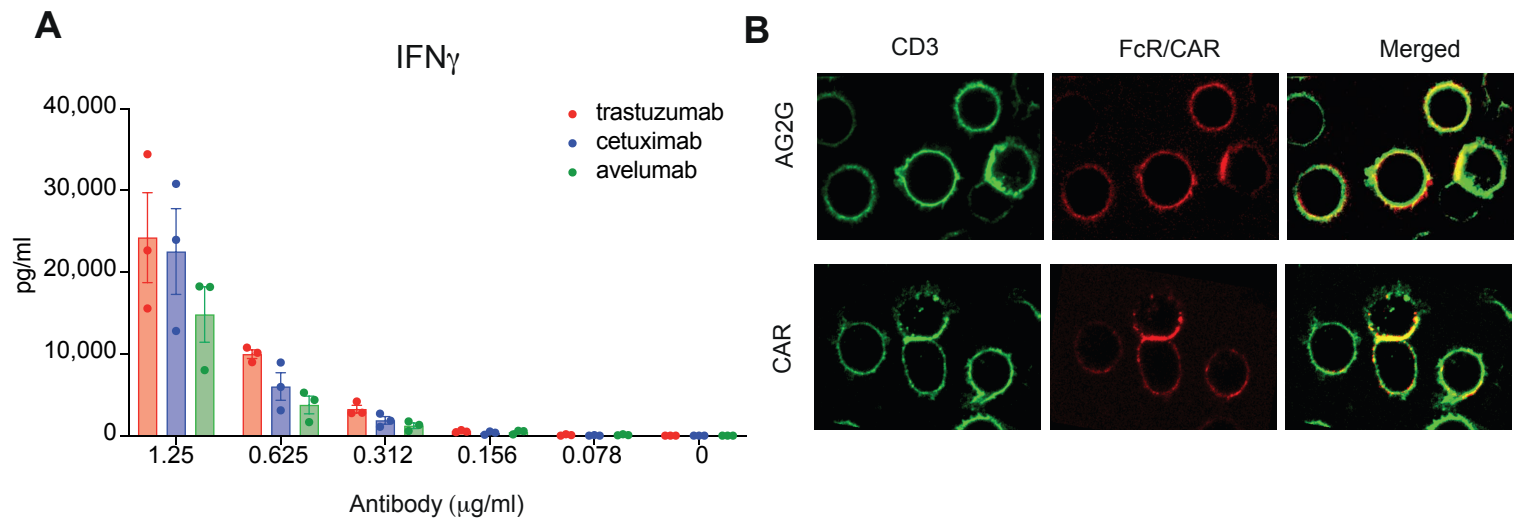 A
IFNγ
40,000
30,000
20,000
10,000
0
pg/ml
trastuzumab
cetuximab
avelumab
1.25 0.625 0.312 0.156 0.078 0
Antibody (μg/ml)
B
CD3 FcR/CAR Merged
AG2G
CAR